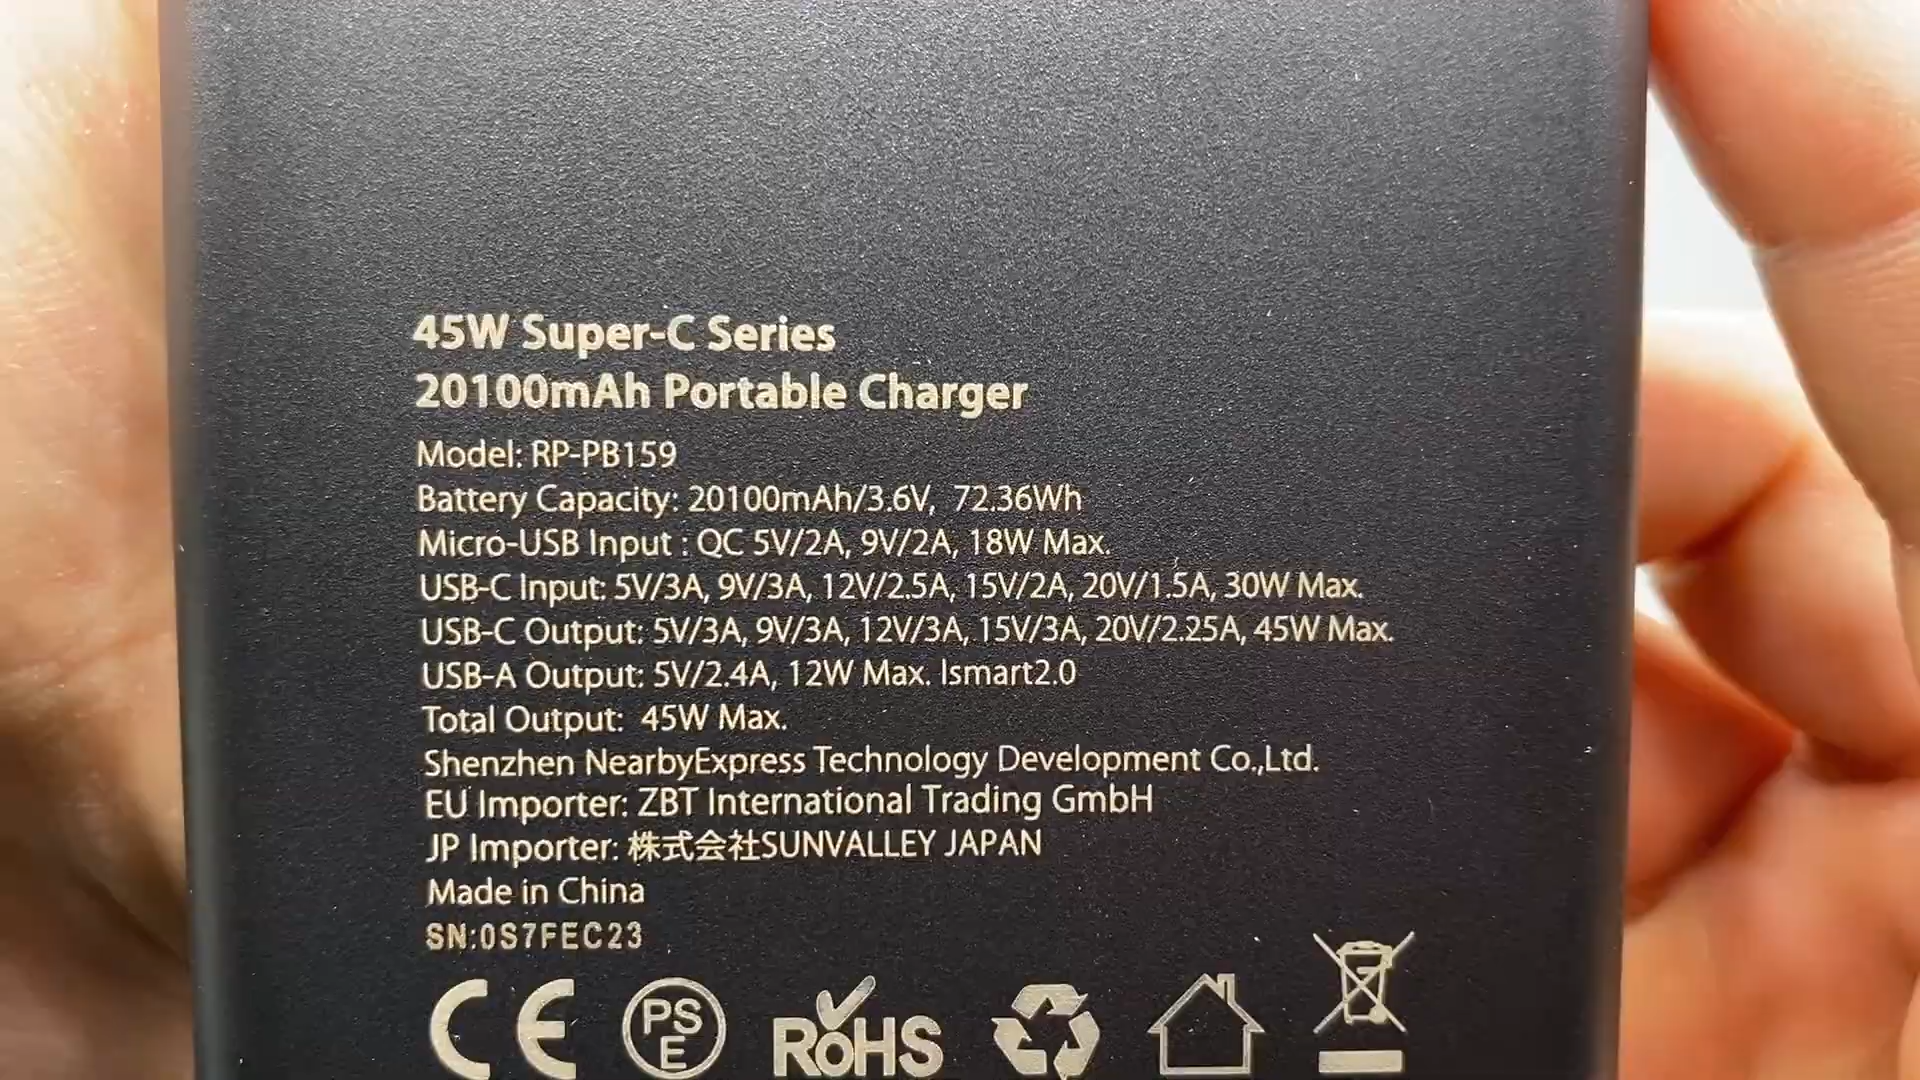 45W Super-C Series
20100mAh Portable Charger
Model: RP-PB159
Battery Capacity: 20100mAh/3.6V, 72.36Wh
Micro-USB Input : QC 5V/2A, 9V/2A, 18W Max.
USB-C Input: 5V/3A, 9V/3A, 12V/2.5A, 15V/2A, 20V/1.5A, 30W Max.
USB-C Output: 5V/3A, 9V/3A, 12V/3A, 15V/3A, 20V/2.25A, 45W Max.
USB-A Output: 5V/2.4A, 12W Max. Ismart2.0
Total Output: 45W Max.
Shenzhen NearbyExpress Technology Development Co.,Ltd.
EU Importer: ZBT International Trading GmbH
JP Importer: 株式会社SUNVALLEY JAPAN
Made in China
SN:0S7FEC23
CE PSE RoHS